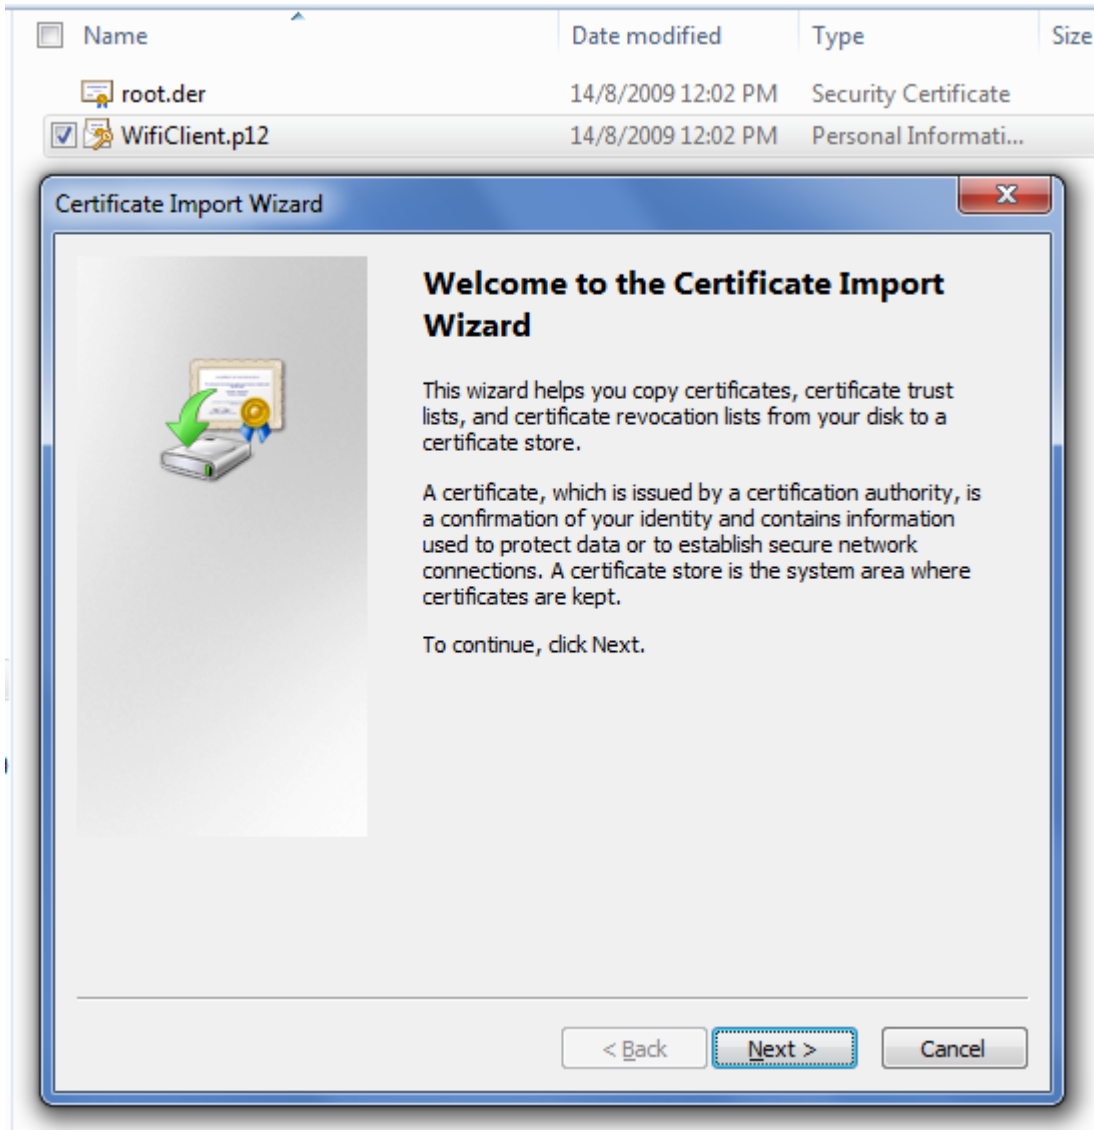 Name Date modified Type Size
root.der 14/8/2009 12:02 PM Security Certificate
WifiClient.p12 14/8/2009 12:02 PM Personal Informati...
Certificate Import Wizard
Welcome to the Certificate Import
Wizard
This wizard helps you copy certificates, certificate trust
lists, and certificate revocation lists from your disk to a
certificate store.
A certificate, which is issued by a certification authority, is
a confirmation of your identity and contains information
used to protect data or to establish secure network
connections. A certificate store is the system area where
certificates are kept.
To continue, click Next.
< Back Next > Cancel